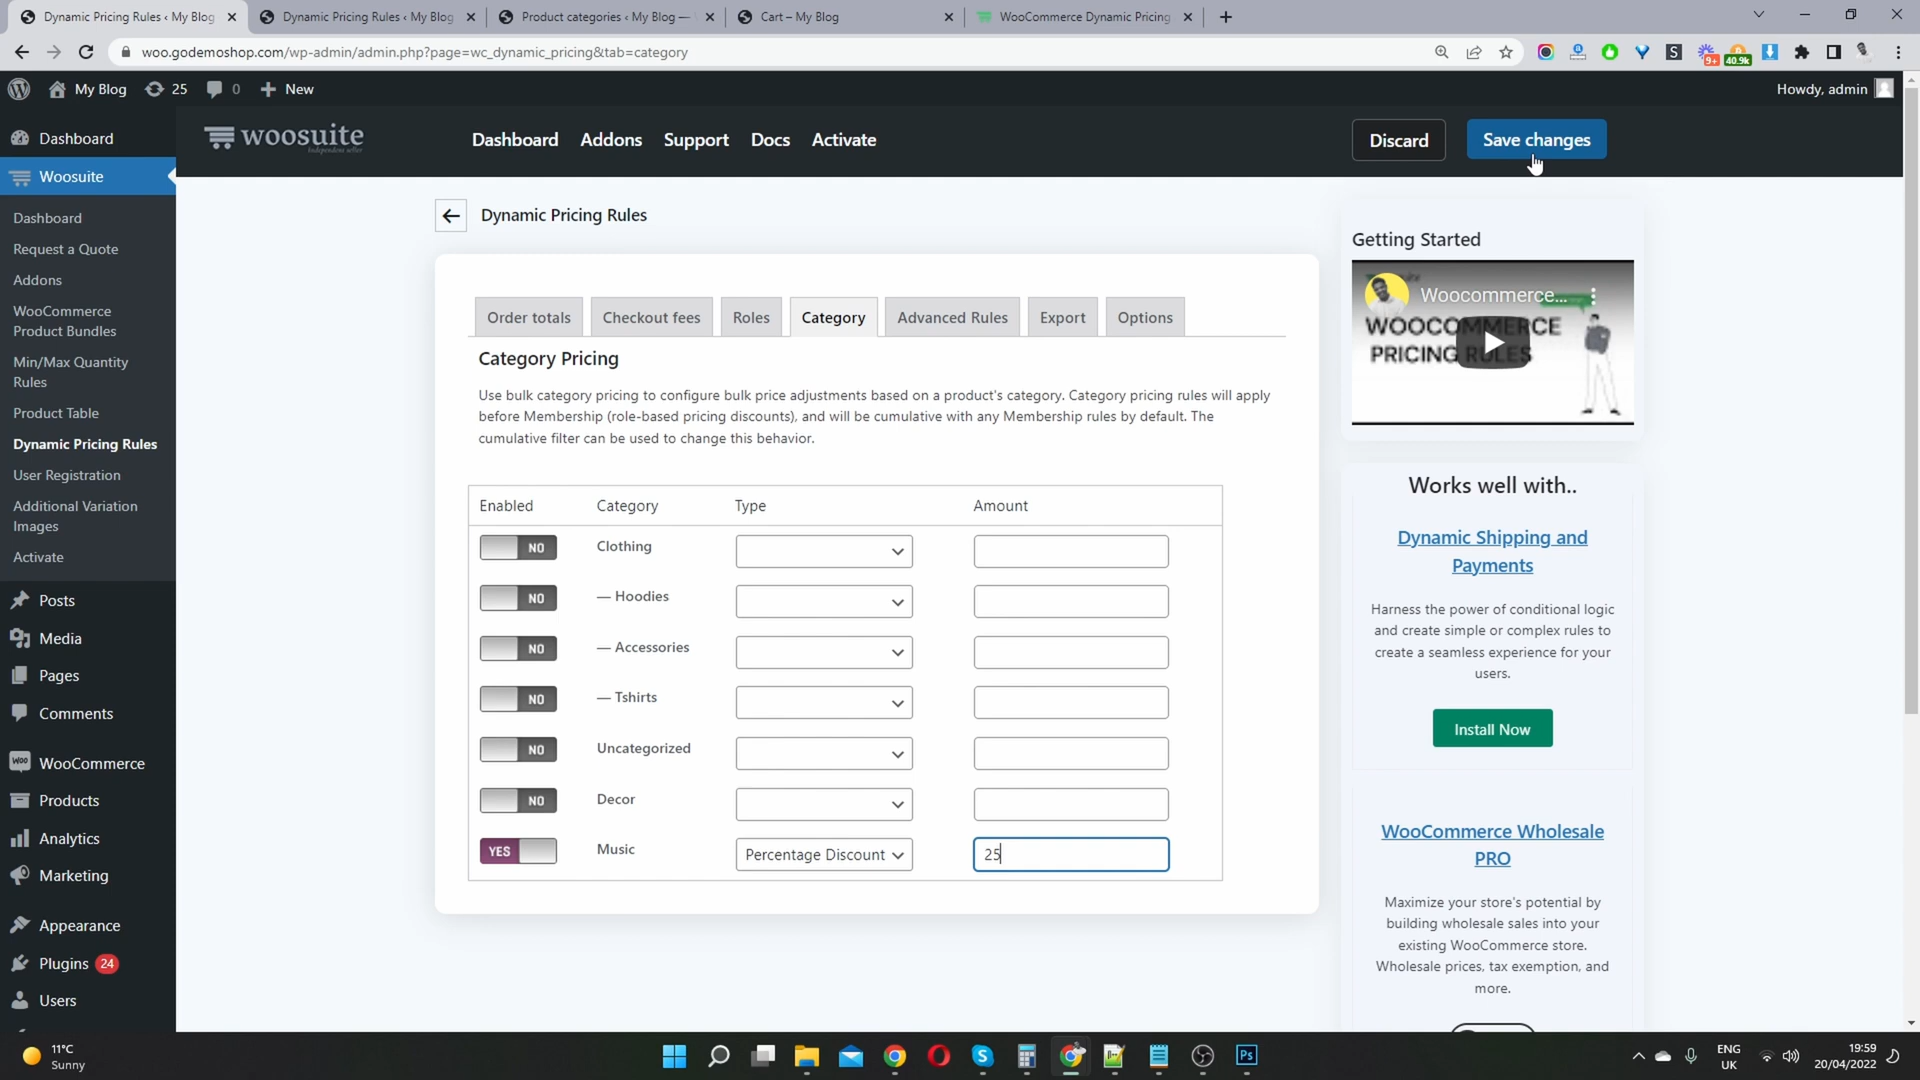 Dynamic Pricing Rules ‹ My Blog
Dynamic Pricing Rules ‹ My Blog
Product categories ‹ My Blog —
Cart – My Blog
WooCommerce Dynamic Pricing
woo.godemoshop.com/wp-admin/admin.php?page=wc_dynamic_pricing&tab=category
9+
40.9k
My Blog
25
0
New
Howdy, admin
woosuite
Dashboard
Addons
Support
Docs
Activate
Discard
Save changes
Dashboard
Woosuite
Dashboard
Request a Quote
Addons
WooCommerce
Product Bundles
Min/Max Quantity
Rules
Product Table
Dynamic Pricing Rules
User Registration
Additional Variation
Images
Activate
Posts
Media
Pages
Comments
WooCommerce
Products
Analytics
Marketing
Appearance
Plugins 24
Users
Dynamic Pricing Rules
Order totals
Checkout fees
Roles
Category
Advanced Rules
Export
Options
Category Pricing
Use bulk category pricing to configure bulk price adjustments based on a product's category. Category pricing rules will apply
before Membership (role-based pricing discounts), and will be cumulative with any Membership rules by default. The
cumulative filter can be used to change this behavior.
Enabled Category Type Amount
NO Clothing
NO — Hoodies
NO — Accessories
NO — Tshirts
NO Uncategorized
NO Decor
YES Music Percentage Discount 25
Getting Started
Woocommerce...
WOOCOMMERCE
PRICING RULES
Works well with..
Dynamic Shipping and
Payments
Harness the power of conditional logic
and create simple or complex rules to
create a seamless experience for your
users.
Install Now
WooCommerce Wholesale
PRO
Maximize your store's potential by
building wholesale sales into your
existing WooCommerce store.
Wholesale prices, tax exemption, and
more.
11°C
Sunny
Ps
ENG
UK
19:59
20/04/2022